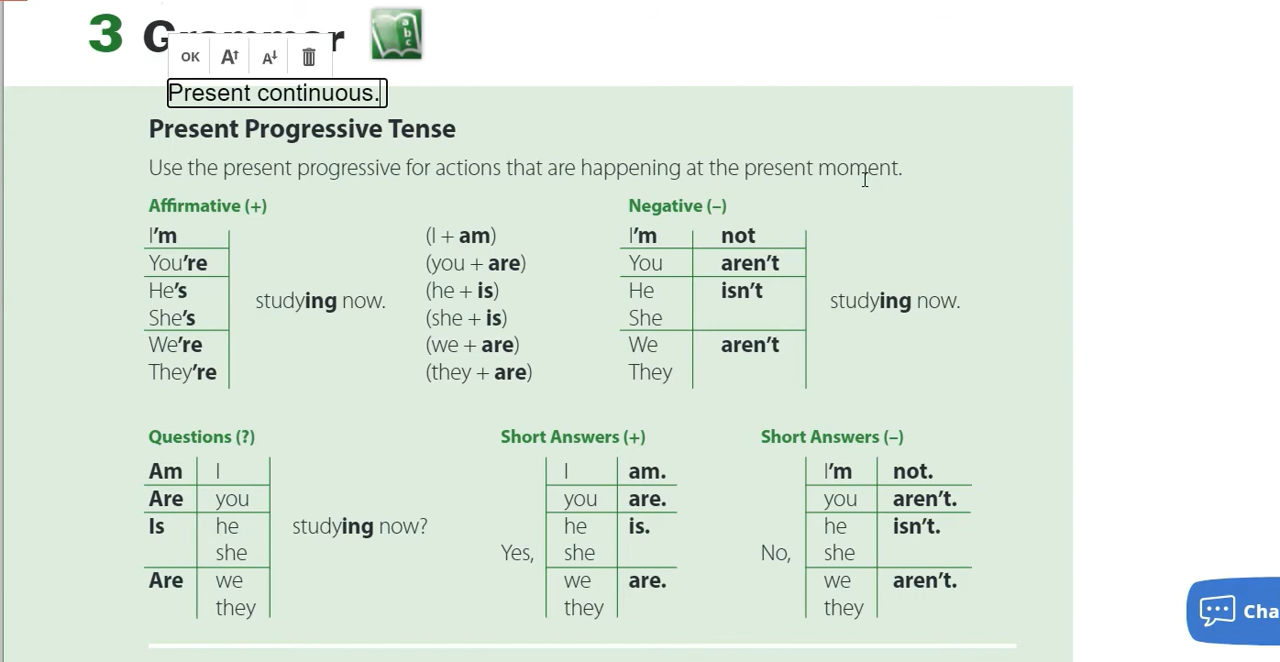 3 Grammar
abc
OK A↑ A↓
Present continuous.
Present Progressive Tense
Use the present progressive for actions that are happening at the present moment.
Affirmative (+)
I'm
You're
He's
She's
We're
They're
studying now.
(I + am)
(you + are)
(he + is)
(she + is)
(we + are)
(they + are)
Negative (–)
I'm not
You aren't
He isn't
She
We aren't
They
studying now.
Questions (?)
Am I
Are you
Is he
she
Are we
they
studying now?
Short Answers (+)
Yes,
I am.
you are.
he is.
she
we are.
they
Short Answers (–)
No,
I'm not.
you aren't.
he isn't.
she
we aren't.
they
Cha